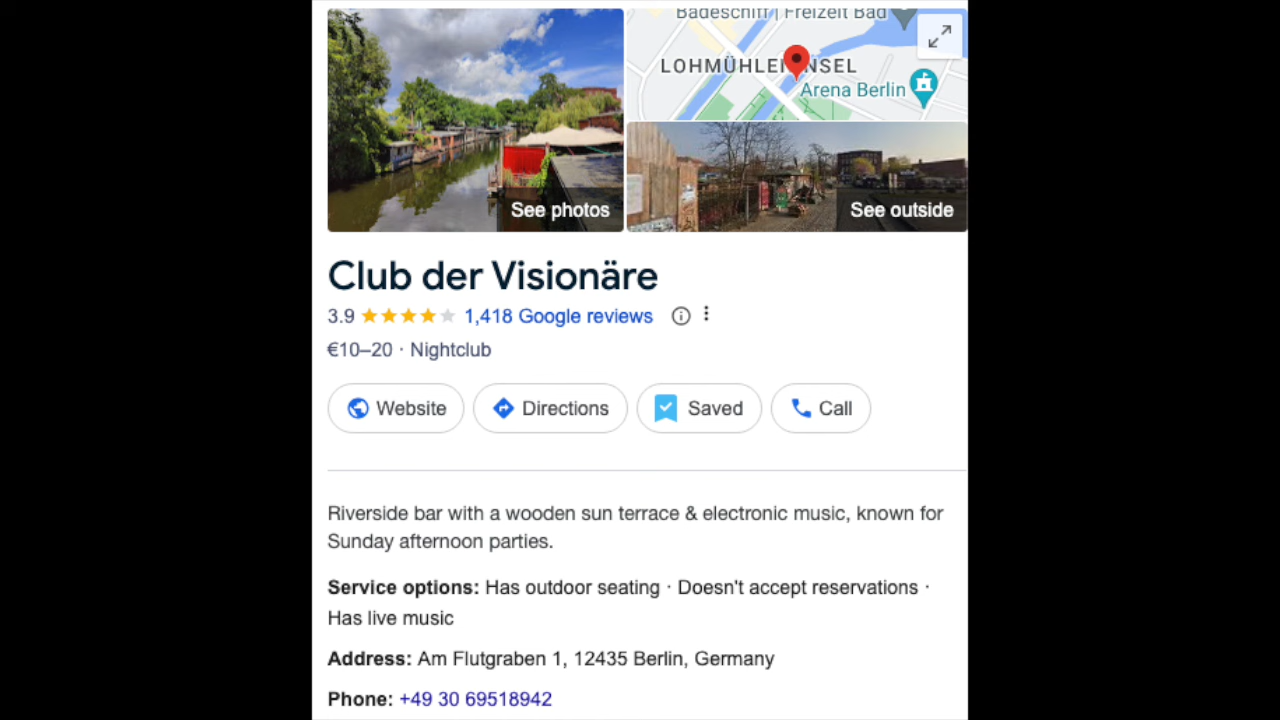 Badeschiff | Freizeit Bad
LOHMÜHLENINSEL
Arena Berlin
See photos
See outside
Club der Visionäre
3.9 1,418 Google reviews
€10–20 · Nightclub
Website Directions Saved Call
Riverside bar with a wooden sun terrace & electronic music, known for
Sunday afternoon parties.
Service options: Has outdoor seating · Doesn't accept reservations ·
Has live music
Address: Am Flutgraben 1, 12435 Berlin, Germany
Phone: +49 30 69518942